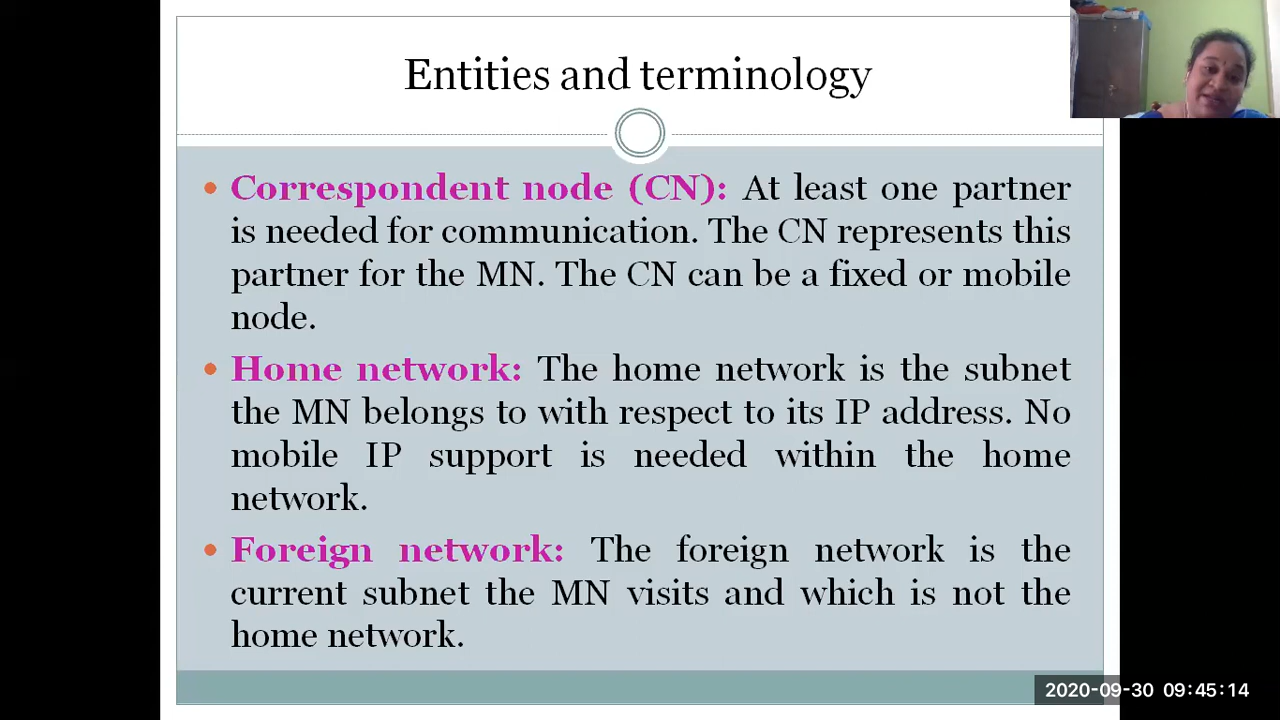 Entities and terminology
• Correspondent node (CN): At least one partner
is needed for communication. The CN represents this
partner for the MN. The CN can be a fixed or mobile
node.
• Home network: The home network is the subnet
the MN belongs to with respect to its IP address. No
mobile IP support is needed within the home
network.
• Foreign network: The foreign network is the
current subnet the MN visits and which is not the
home network.
2020-09-30 09:45:14